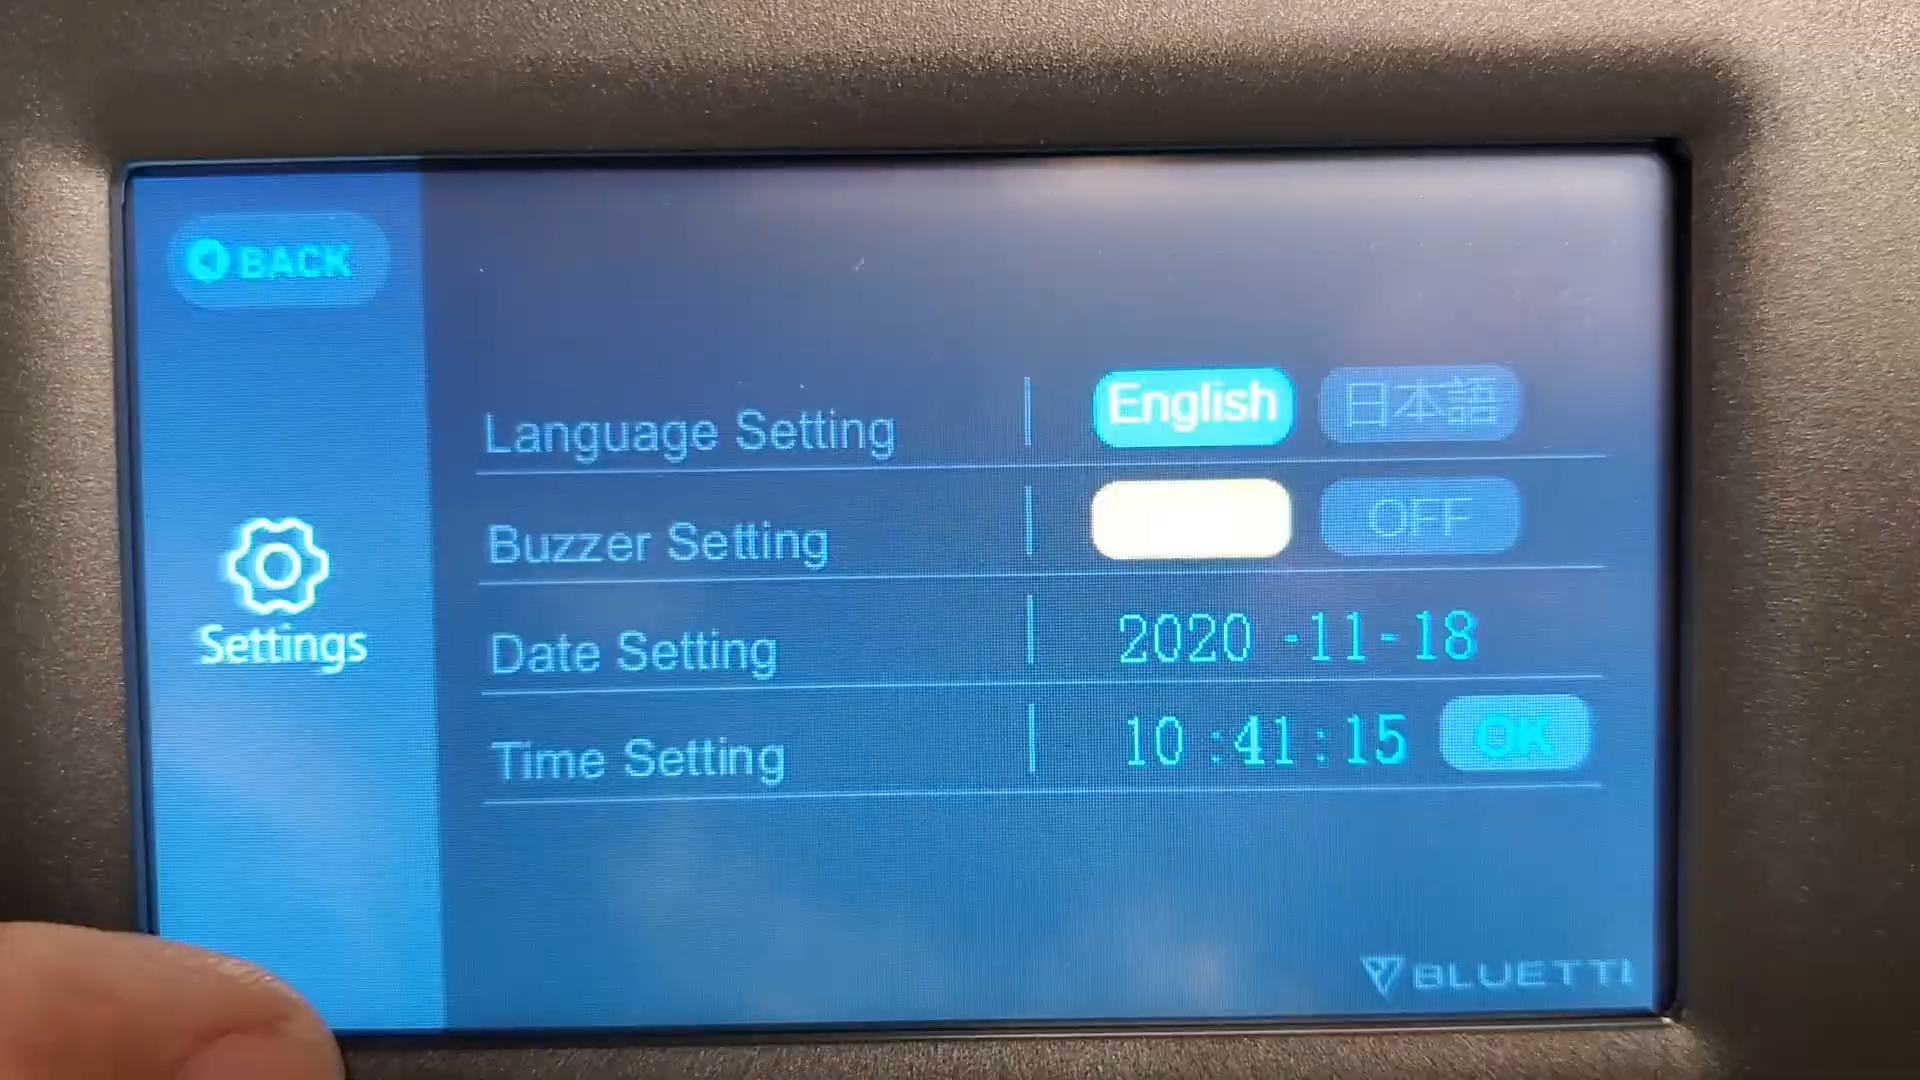 BACK
Settings
Language Setting English 日本語
Buzzer Setting OFF
Date Setting 2020 -11-18
Time Setting 10 :41:15 OK
BLUETTI